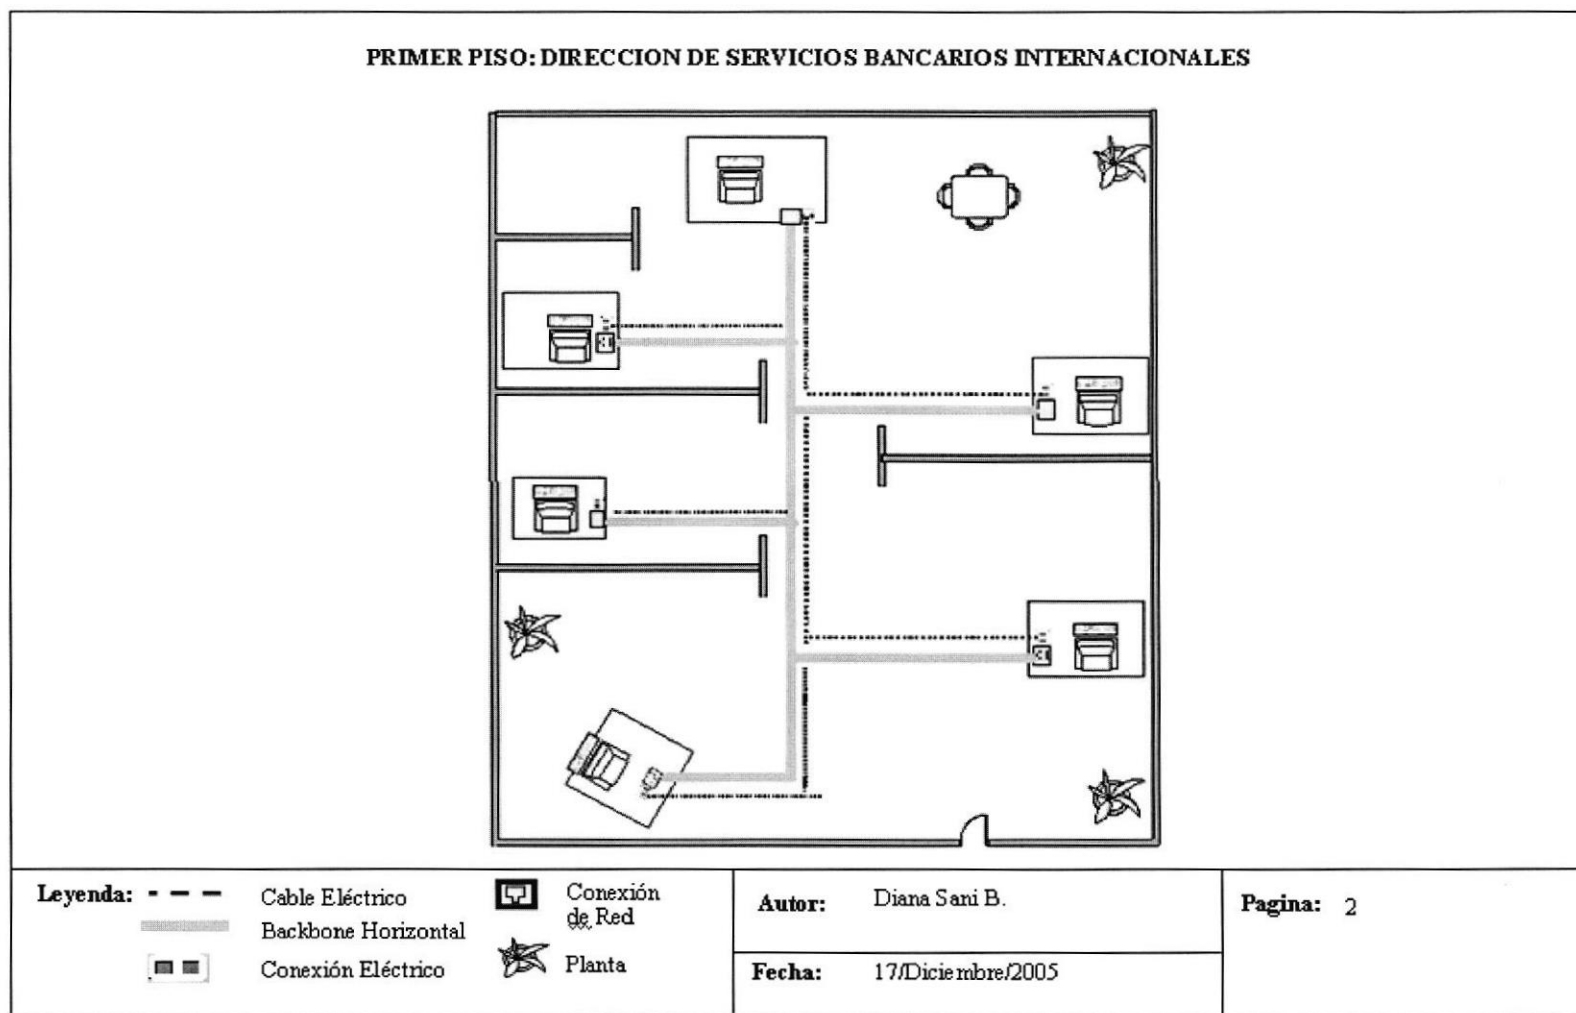 PRIMER PISO: DIRECCION DE SERVICIOS BANCARIOS INTERNACIONALES
Leyenda:
Cable Eléctrico
Backbone Horizontal
Conexión Eléctrico
Conexión
de Red
Planta
Autor: Diana Sani B.
Fecha: 17/Diciembre/2005
Pagina: 2